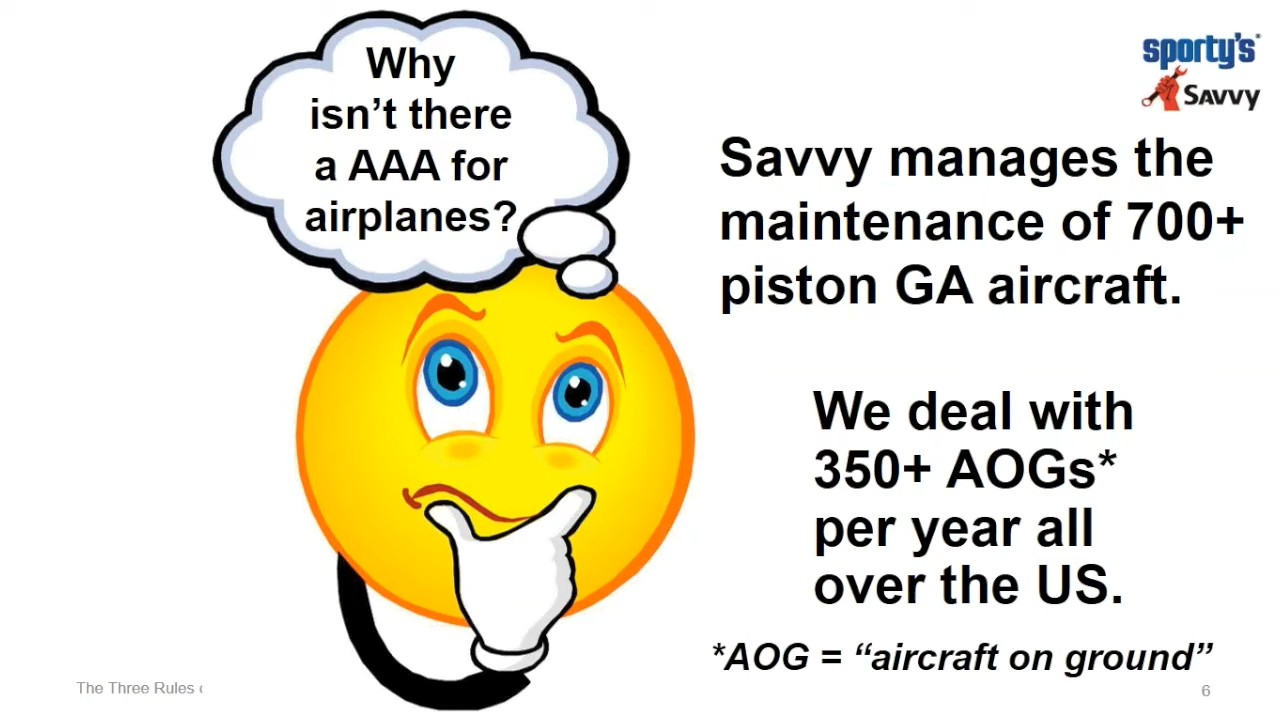 Why
isn’t there
a AAA for
airplanes?
sporty's
SAVVY
Savvy manages the
maintenance of 700+
piston GA aircraft.
We deal with
350+ AOGs*
per year all
over the US.
*AOG = “aircraft on ground”
The Three Rules
6